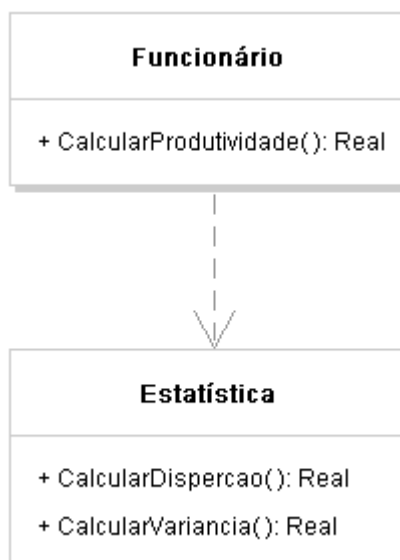 Funcionário
+ CalcularProdutividade(): Real
Estatística
+ CalcularDispercao(): Real
+ CalcularVariancia(): Real